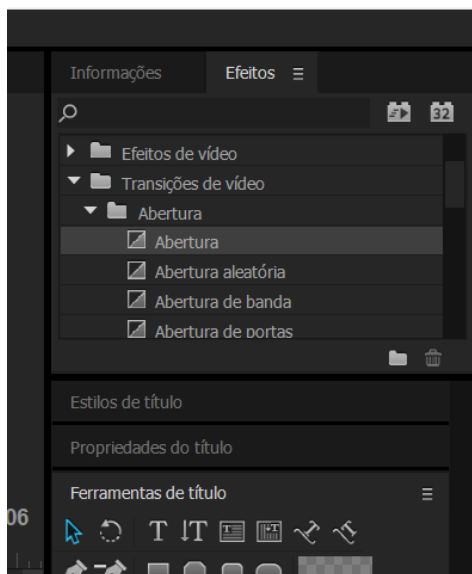 Informações Efeitos
32
Efeitos de vídeo
Transições de vídeo
Abertura
Abertura
Abertura aleatória
Abertura de banda
Abertura de portas
Estilos de título
Propriedades do título
Ferramentas de título
06
T T T T